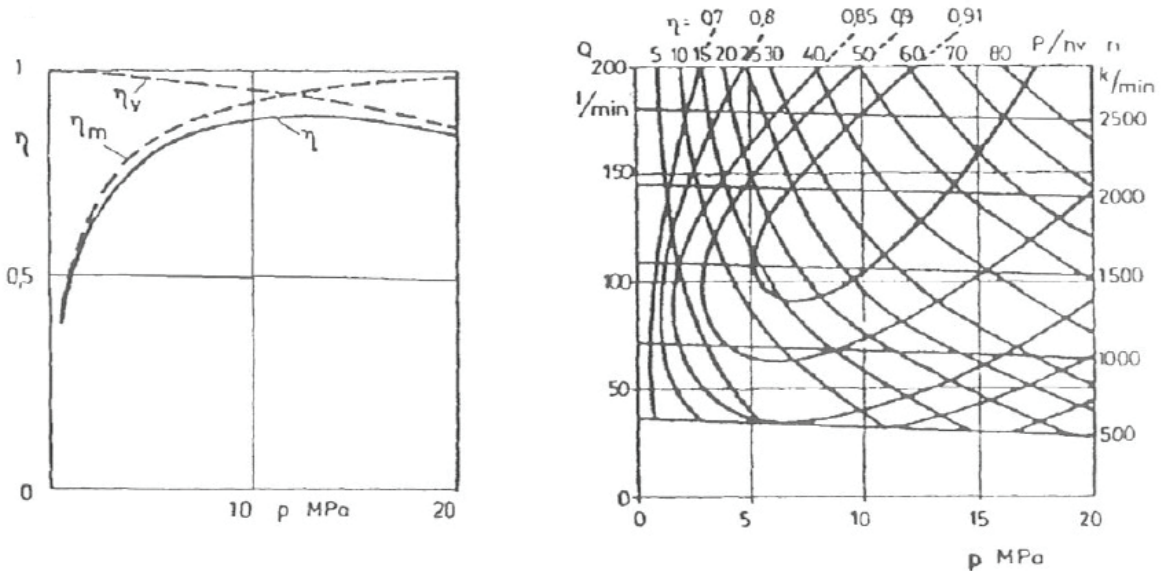 1
ηv
ηm
η
η
0,5
0
10 p MPa 20
η= 0,7 0,8 0,85 0,9 0,91
Q 5 10 15 20 25 30 40 50 60 70 80 P/hv n
200 k/min
l/min
2500
150
2000
1500
100
1000
50
500
0
0 5 10 15 20
p MPa